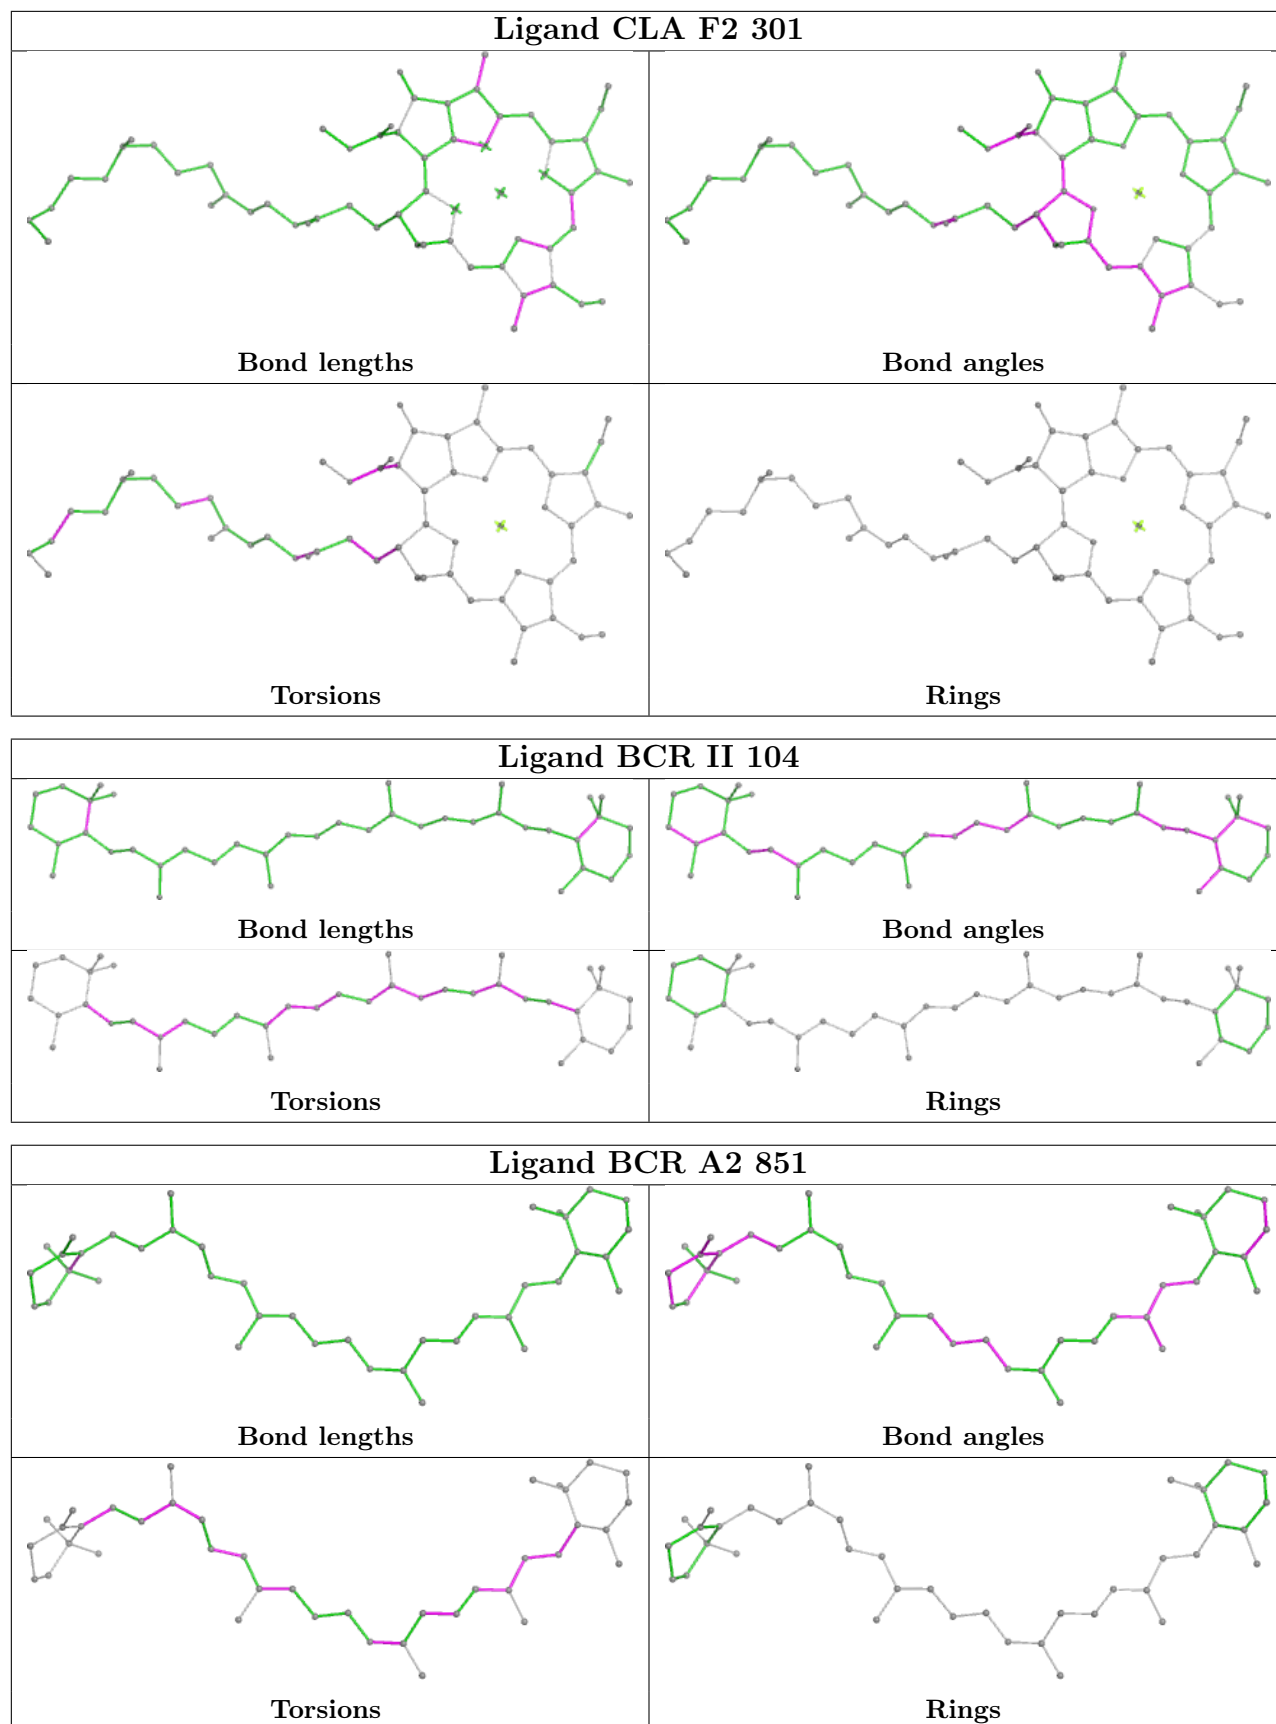 Ligand CLA F2 301
Bond lengths
Bond angles
Torsions
Rings
Ligand BCR II 104
Bond lengths
Bond angles
Torsions
Rings
Ligand BCR A2 851
Bond lengths
Bond angles
Torsions
Rings